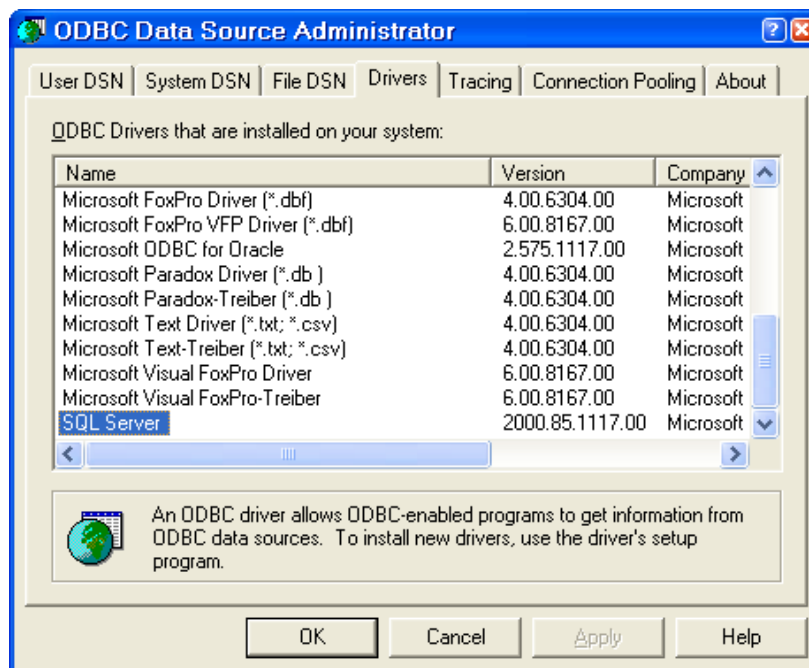 ODBC Data Source Administrator
User DSN System DSN File DSN Drivers Tracing Connection Pooling About
ODBC Drivers that are installed on your system:
Name Version Company
Microsoft FoxPro Driver (*.dbf) 4.00.6304.00 Microsoft
Microsoft FoxPro VFP Driver (*.dbf) 6.00.8167.00 Microsoft
Microsoft ODBC for Oracle 2.575.1117.00 Microsoft
Microsoft Paradox Driver (*.db ) 4.00.6304.00 Microsoft
Microsoft Paradox-Treiber (*.db ) 4.00.6304.00 Microsoft
Microsoft Text Driver (*.txt; *.csv) 4.00.6304.00 Microsoft
Microsoft Text-Treiber (*.txt; *.csv) 4.00.6304.00 Microsoft
Microsoft Visual FoxPro Driver 6.00.8167.00 Microsoft
Microsoft Visual FoxPro-Treiber 6.00.8167.00 Microsoft
SQL Server 2000.85.1117.00 Microsoft
An ODBC driver allows ODBC-enabled programs to get information from
ODBC data sources. To install new drivers, use the driver's setup
program.
OK Cancel Apply Help